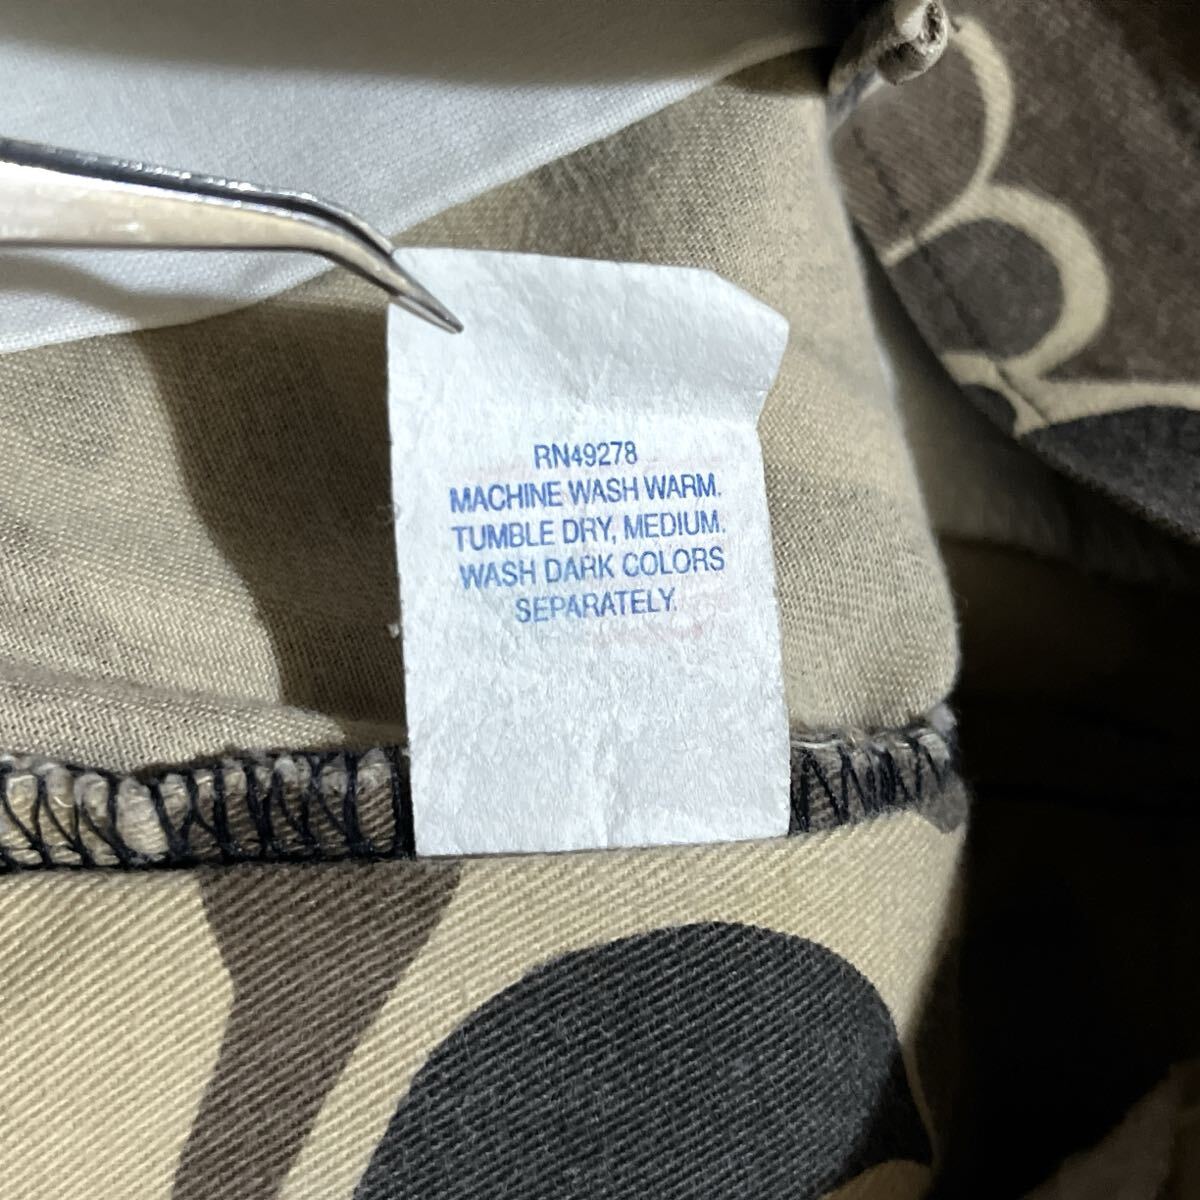 RN49278
MACHINE WASH WARM.
TUMBLE DRY, MEDIUM.
WASH DARK COLORS
SEPARATELY.